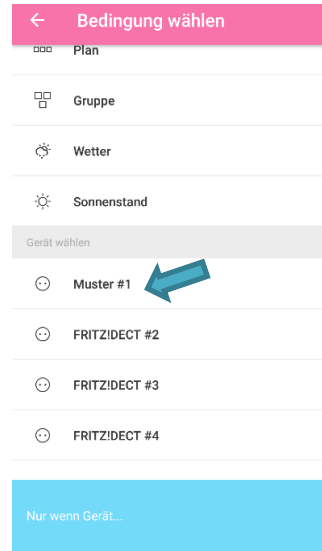 Bedingung wählen
Plan
Gruppe
Wetter
Sonnenstand
Gerät wählen
Muster #1
FRITZ!DECT #2
FRITZ!DECT #3
FRITZ!DECT #4
Nur wenn Gerät...